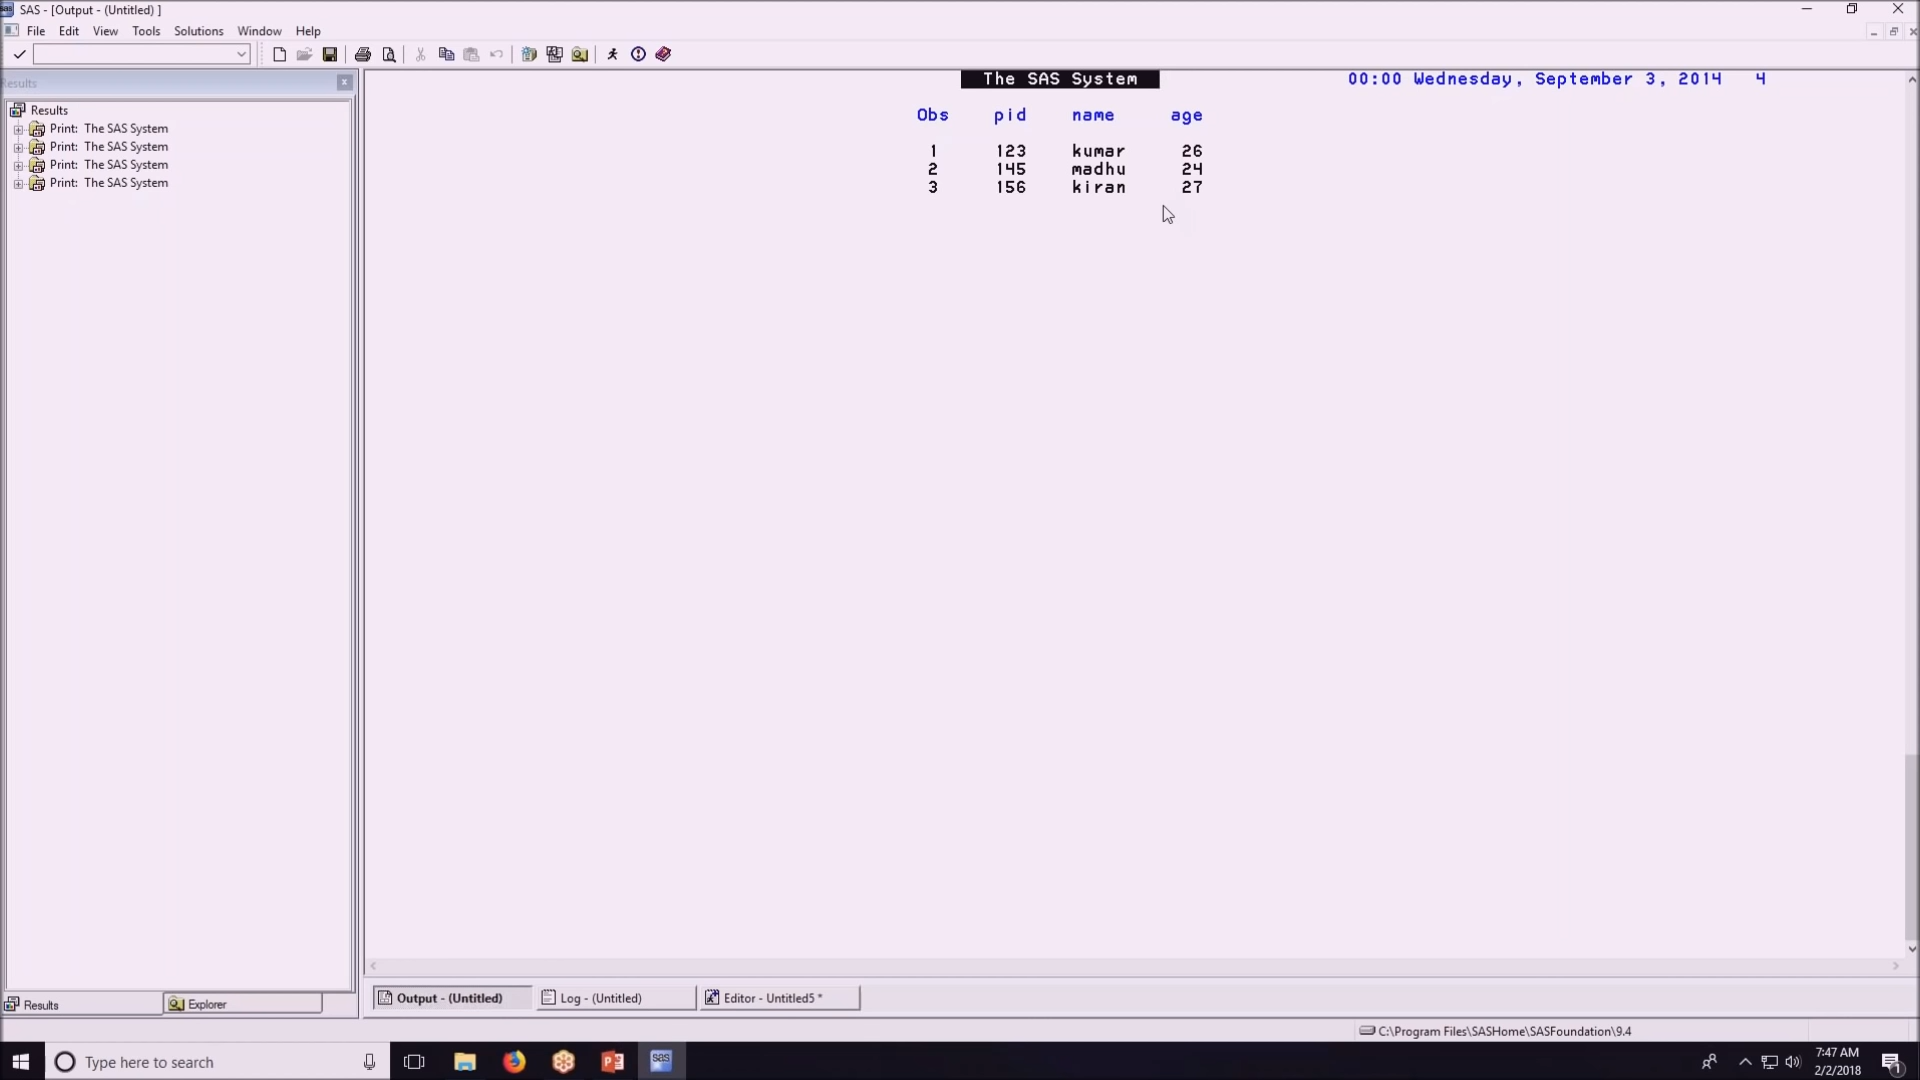 SAS - [Output - (Untitled) ]
File Edit View Tools Solutions Window Help
Results
Results
Print: The SAS System
Print: The SAS System
Print: The SAS System
Print: The SAS System
The SAS System 00:00 Wednesday, September 3, 2014 4
Obs pid name age
1 123 kumar 26
2 145 madhu 24
3 156 kiran 27
Results Explorer
Output - (Untitled) Log - (Untitled) Editor - Untitled5 *
C:\Program Files\SASHome\SASFoundation\9.4
Type here to search
sas
7:47 AM
2/2/2018
1